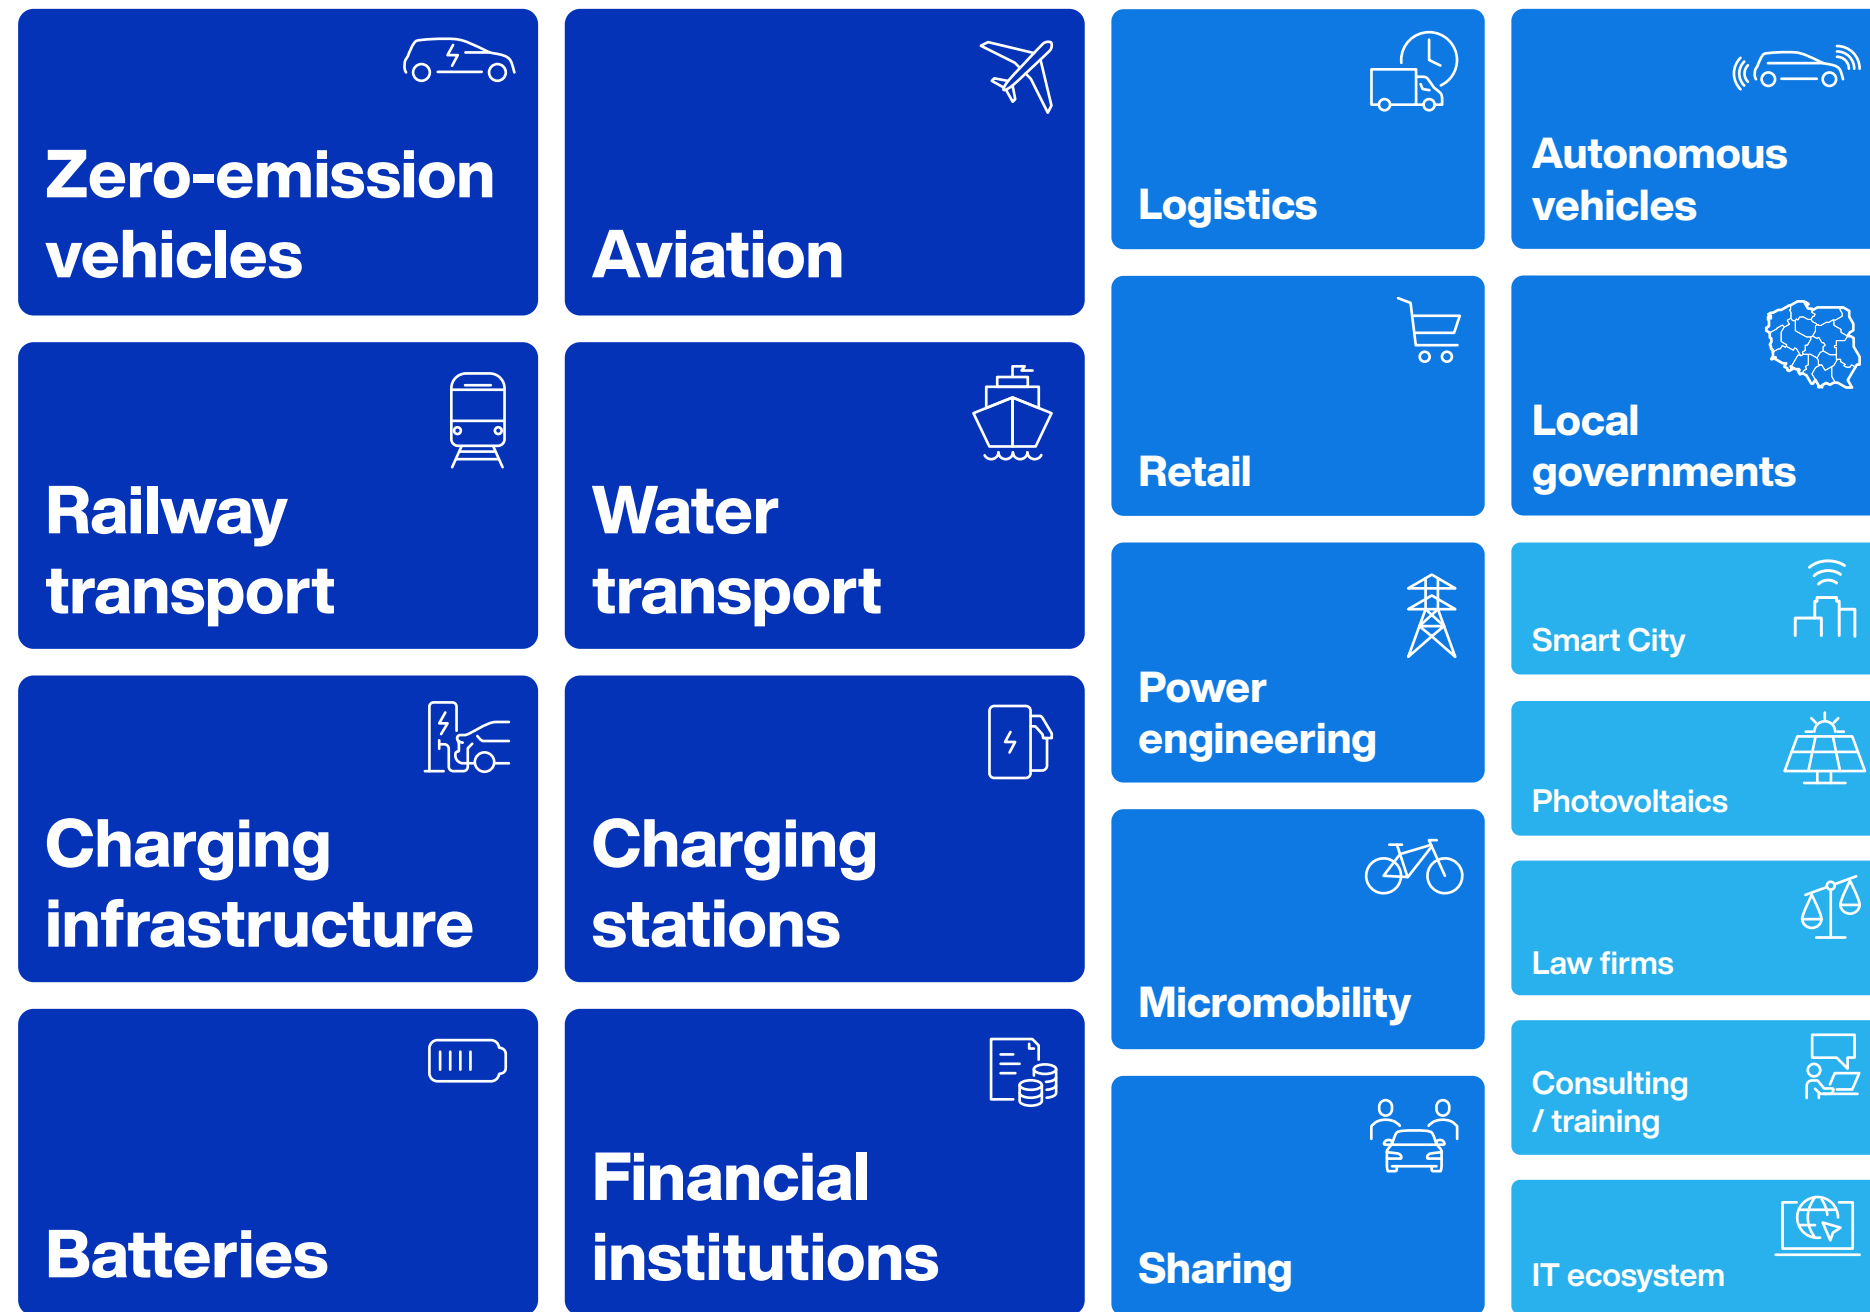 Zero-emission
vehicles
Aviation
Logistics
Autonomous
vehicles
Railway
transport
Water
transport
Retail
Local
governments
Power
engineering
Smart City
Photovoltaics
Charging
infrastructure
Charging
stations
Micromobility
Law firms
Consulting
/ training
Batteries
Financial
institutions
Sharing
IT ecosystem